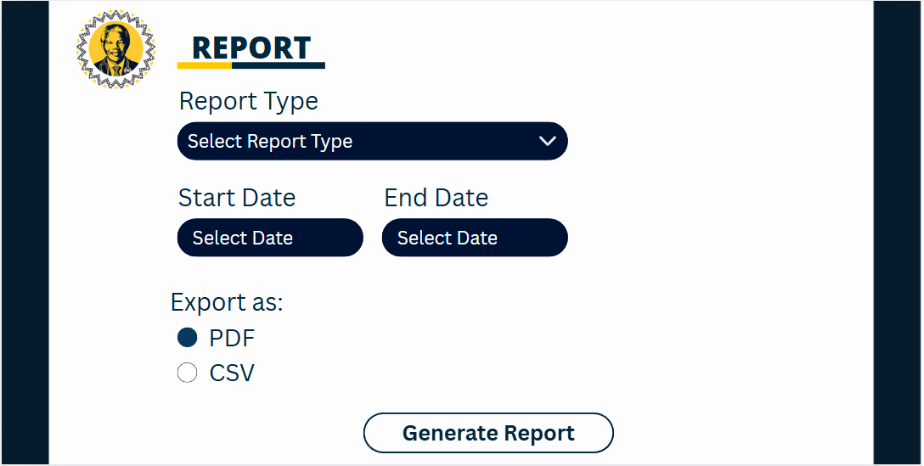 REPORT
Report Type
Select Report Type
Start Date End Date
Select Date Select Date
Export as:
PDF
CSV
Generate Report